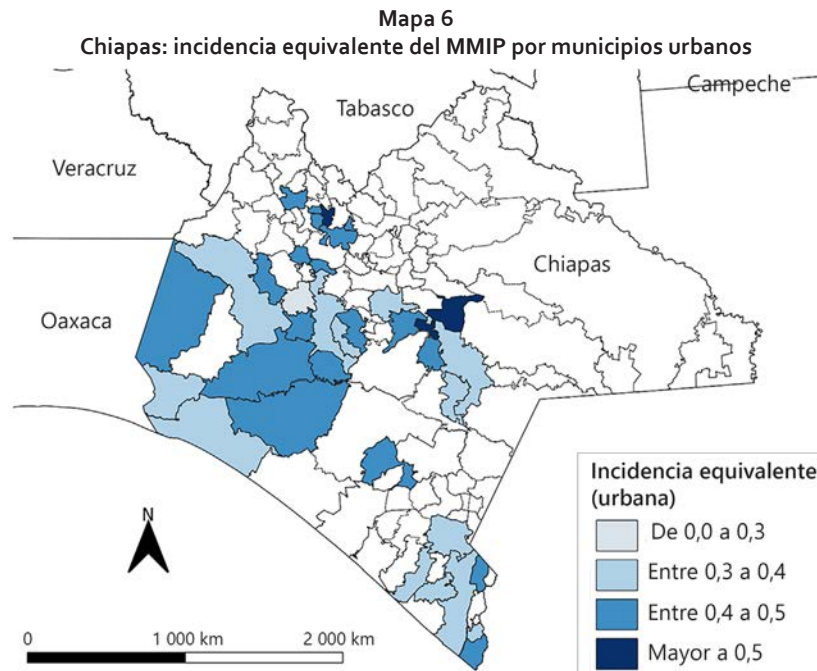 Mapa 6
Chiapas: incidencia equivalente del MMIP por municipios urbanos
Campeche
Tabasco
Veracruz
Chiapas
Oaxaca
Incidencia equivalente
(urbana)
De 0,0 a 0,3
Entre 0,3 a 0,4
Entre 0,4 a 0,5
Mayor a 0,5
N
0 1 000 km 2 000 km